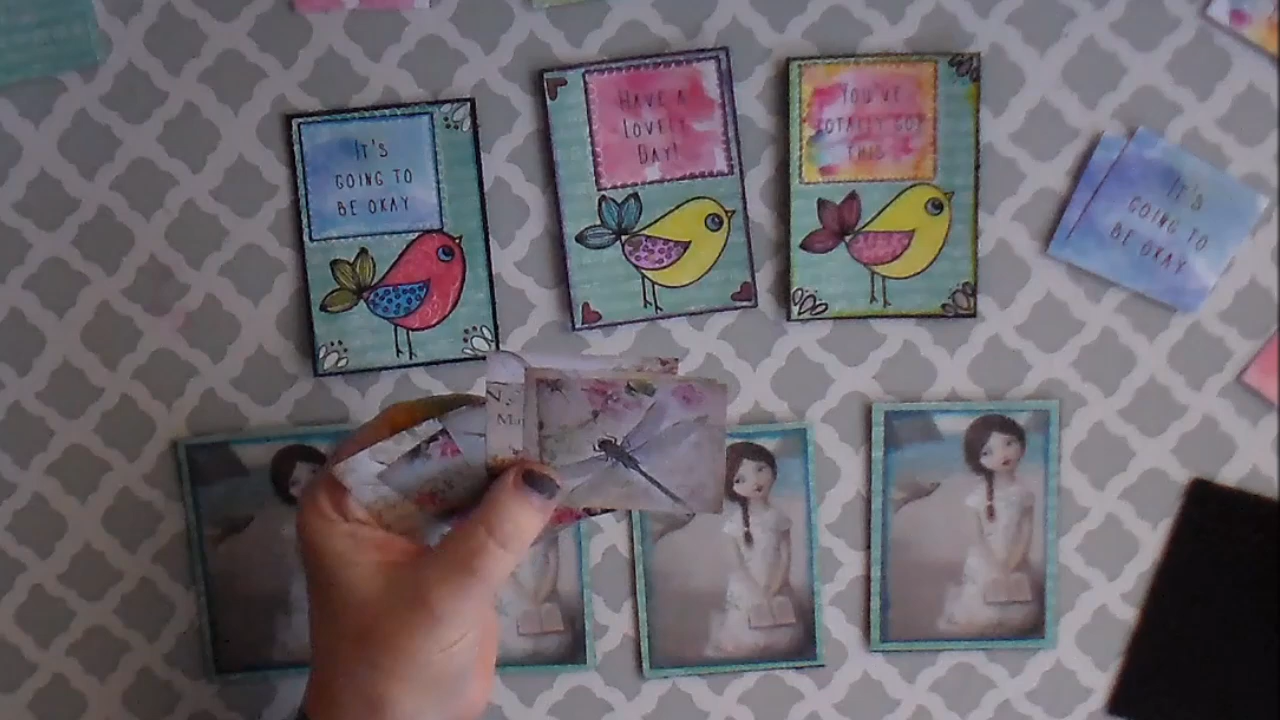 IT'S
GOING TO
BE OKAY
HAVE A
LOVELY
DAY!
YOU'VE
TOTALLY GOT
THIS
IT'S
GOING TO
BE OKAY